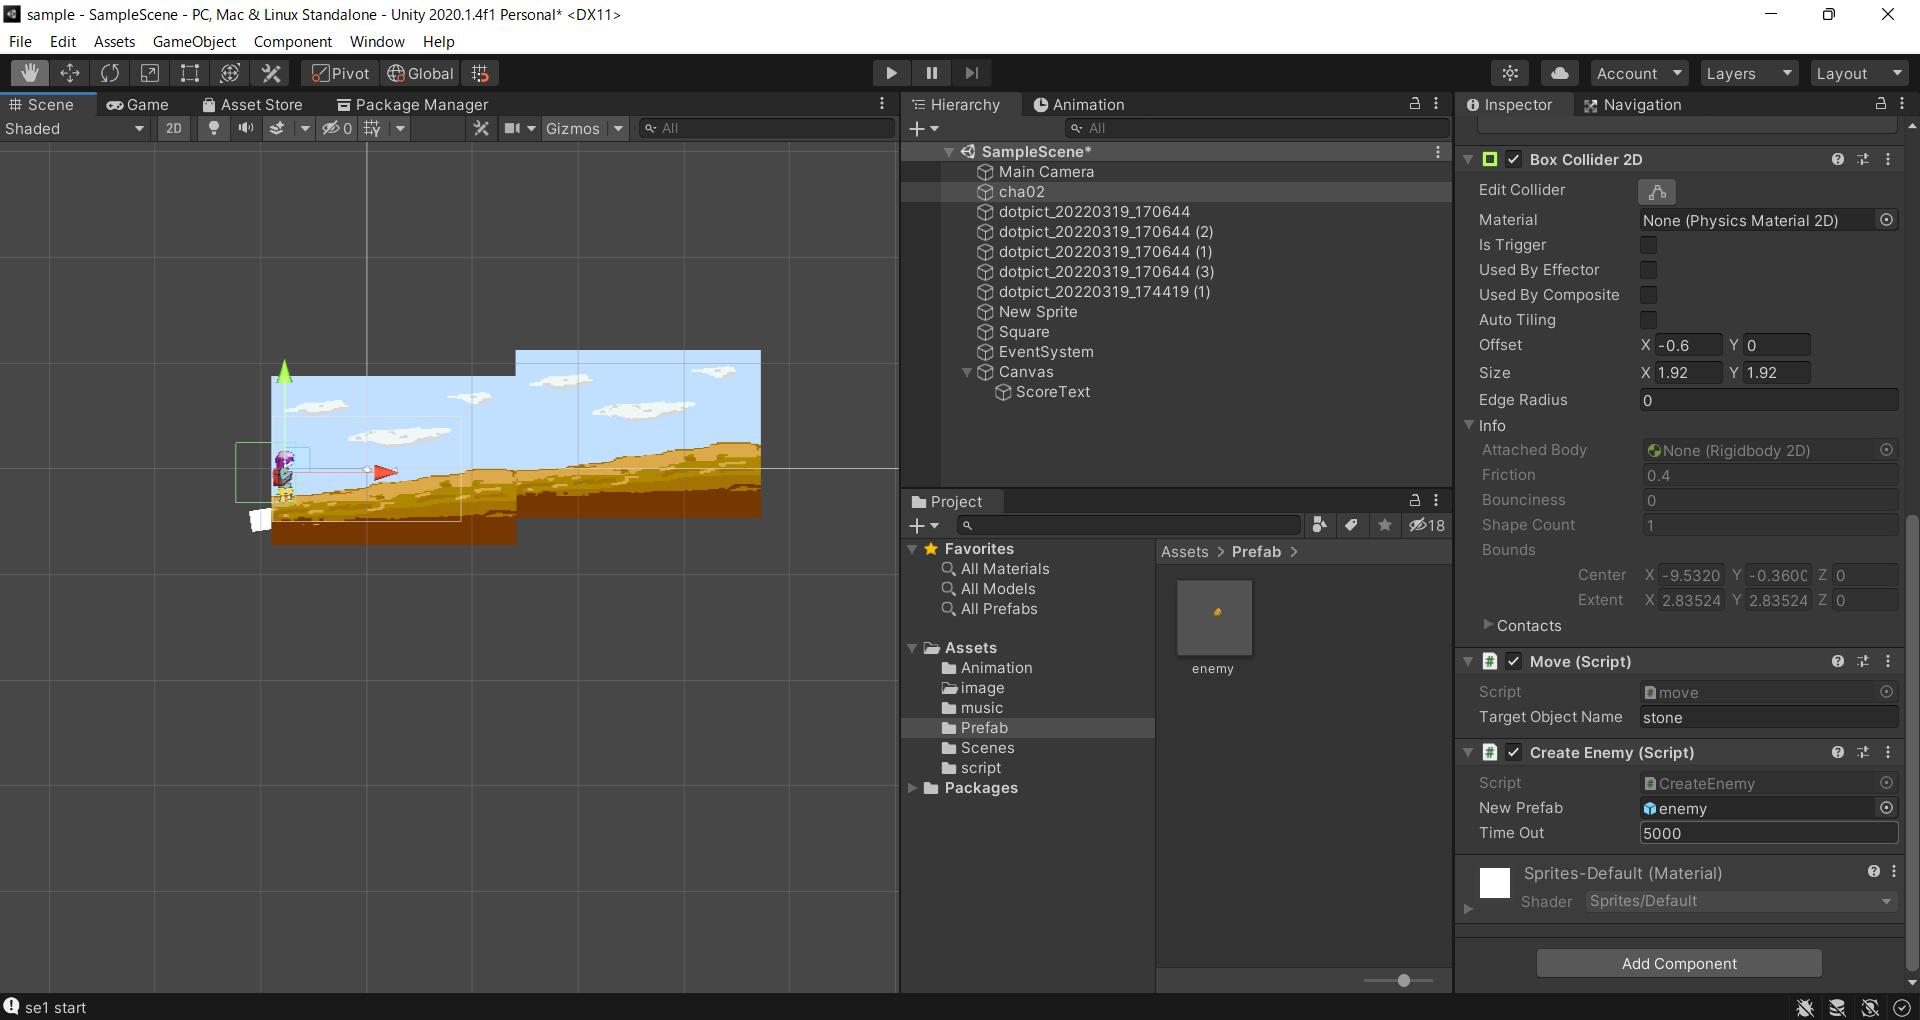 sample - SampleScene - PC, Mac & Linux Standalone - Unity 2020.1.4f1 Personal* <DX11>
File Edit Assets GameObject Component Window Help
Pivot Global Account Layers Layout
Scene Game Asset Store Package Manager
Shaded 2D 0 Gizmos All
Hierarchy Animation
All
SampleScene*
Main Camera
cha02
dotpict_20220319_170644
dotpict_20220319_170644 (2)
dotpict_20220319_170644 (1)
dotpict_20220319_170644 (3)
dotpict_20220319_174419 (1)
New Sprite
Square
EventSystem
Canvas
ScoreText
Project
18
Favorites
All Materials
All Models
All Prefabs
Assets
Animation
image
music
Prefab
Scenes
script
Packages
Assets > Prefab >
enemy
Inspector Navigation
Box Collider 2D
Edit Collider
Material None (Physics Material 2D)
Is Trigger
Used By Effector
Used By Composite
Auto Tiling
Offset X -0.6 Y 0
Size X 1.92 Y 1.92
Edge Radius 0
Info
Attached Body None (Rigidbody 2D)
Friction 0.4
Bounciness 0
Shape Count 1
Bounds
Center X -9.5320 Y -0.3600 Z 0
Extent X 2.83524 Y 2.83524 Z 0
Contacts
# Move (Script)
Script move
Target Object Name stone
# Create Enemy (Script)
Script CreateEnemy
New Prefab enemy
Time Out 5000
Sprites-Default (Material)
Shader Sprites/Default
Add Component
se1 start